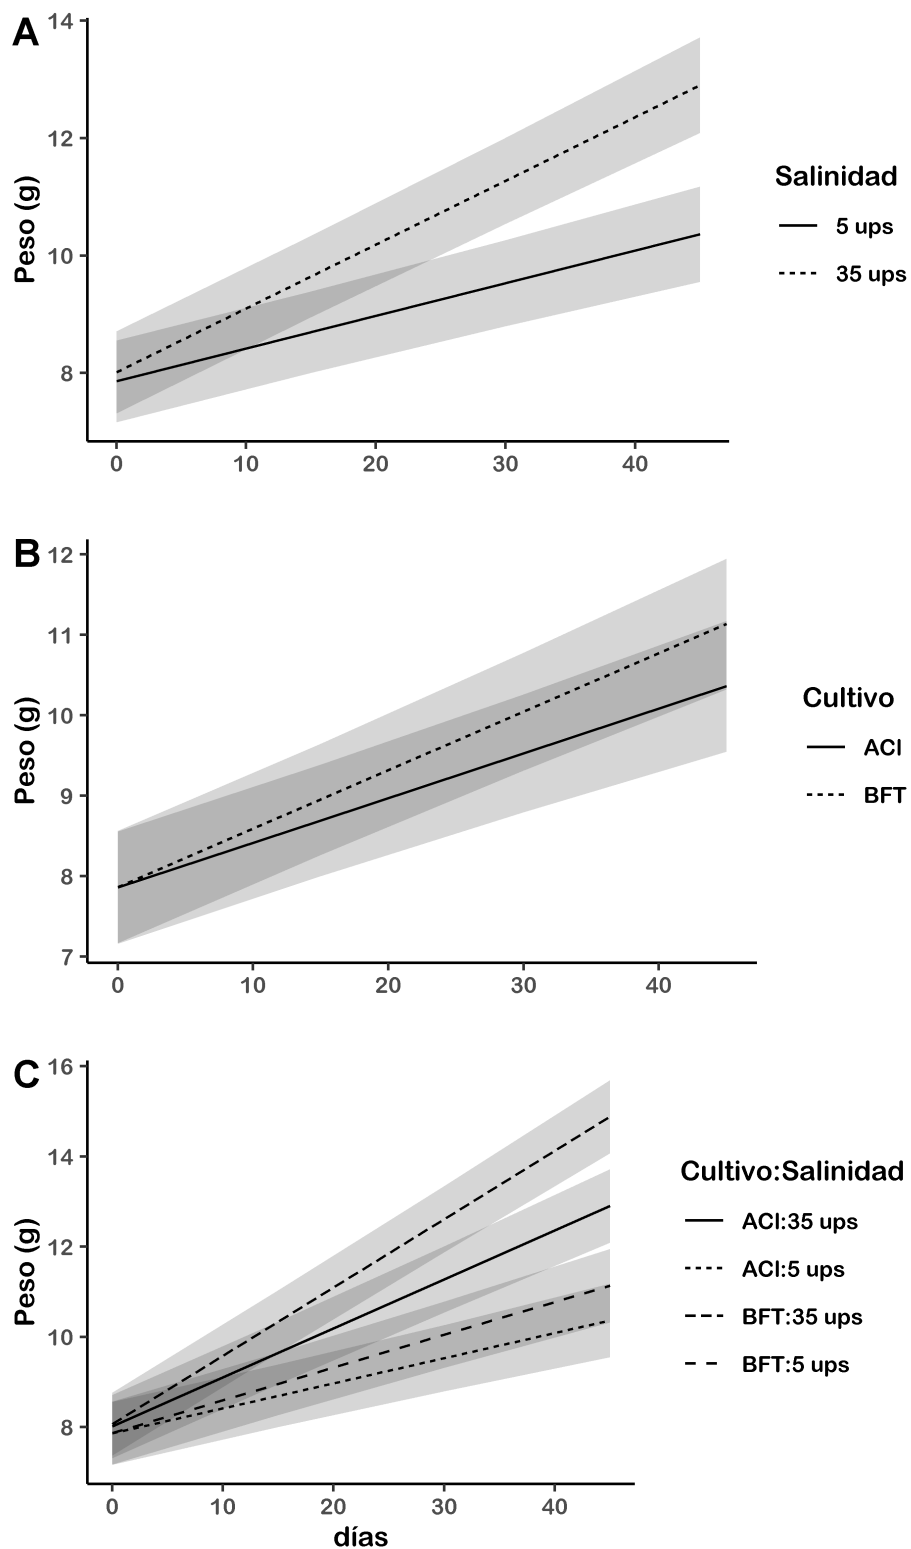 A
14
12
10
8
Peso (g)
0 10 20 30 40
Salinidad
5 ups
35 ups
B
12
11
10
9
8
7
Peso (g)
0 10 20 30 40
Cultivo
ACI
BFT
C
16
14
12
10
8
Peso (g)
0 10 20 30 40
días
Cultivo:Salinidad
ACI:35 ups
ACI:5 ups
BFT:35 ups
BFT:5 ups